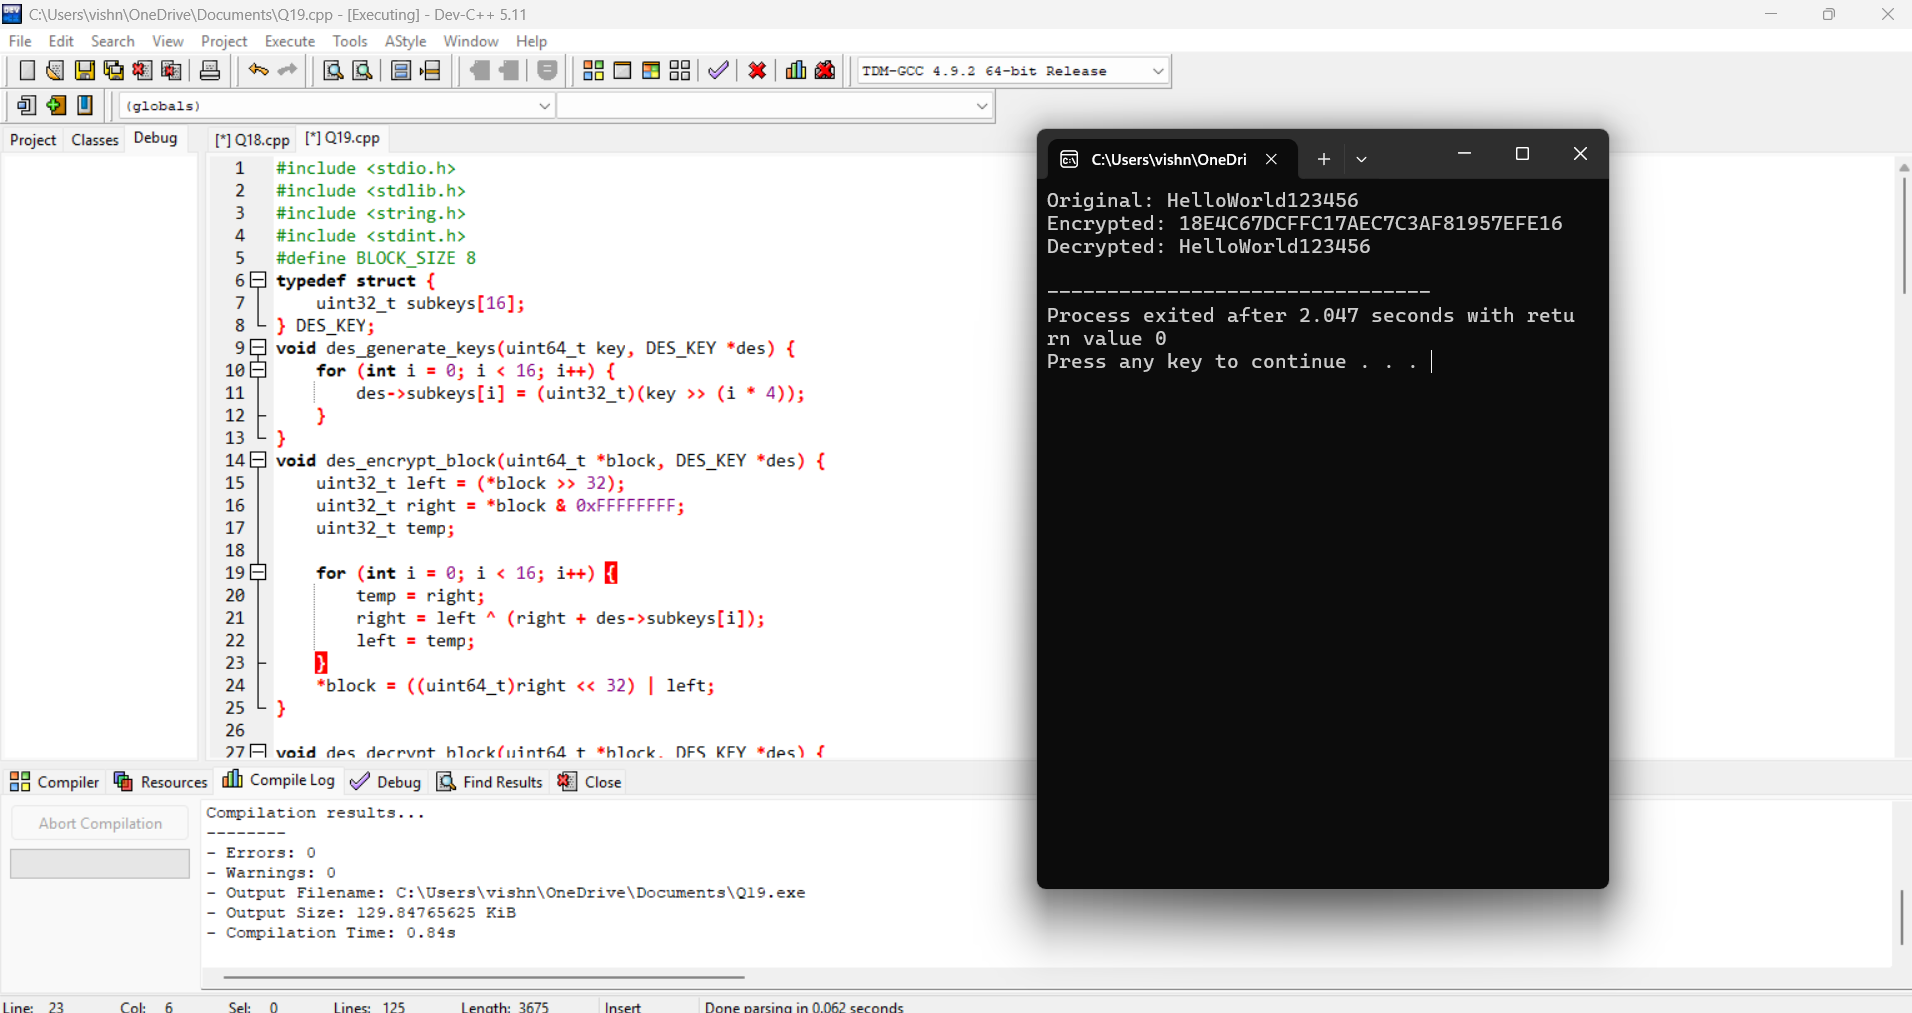 C:\Users\vishn\OneDrive\Documents\Q19.cpp - [Executing] - Dev-C++ 5.11
File Edit Search View Project Execute Tools AStyle Window Help
TDM-GCC 4.9.2 64-bit Release
(globals)
Project Classes Debug
[*] Q18.cpp [*] Q19.cpp
1 #include <stdio.h>
2 #include <stdlib.h>
3 #include <string.h>
4 #include <stdint.h>
5 #define BLOCK_SIZE 8
6 typedef struct {
7 uint32_t subkeys[16];
8 } DES_KEY;
9 void des_generate_keys(uint64_t key, DES_KEY *des) {
10 for (int i = 0; i < 16; i++) {
11 des->subkeys[i] = (uint32_t)(key >> (i * 4));
12 }
13 }
14 void des_encrypt_block(uint64_t *block, DES_KEY *des) {
15 uint32_t left = (*block >> 32);
16 uint32_t right = *block & 0xFFFFFFFF;
17 uint32_t temp;
18
19 for (int i = 0; i < 16; i++) {
20 temp = right;
21 right = left ^ (right + des->subkeys[i]);
22 left = temp;
23 }
24 *block = ((uint64_t)right << 32) | left;
25 }
26
27 void des_decrypt_block(uint64_t *block, DES_KEY *des) {
C:\Users\vishn\OneDri
Original: HelloWorld123456
Encrypted: 18E4C67DCFFC17AEC7C3AF81957EFE16
Decrypted: HelloWorld123456
--------------------------------
Process exited after 2.047 seconds with retu
rn value 0
Press any key to continue . . .
Compiler Resources Compile Log Debug Find Results Close
Abort Compilation
Compilation results...
--------
- Errors: 0
- Warnings: 0
- Output Filename: C:\Users\vishn\OneDrive\Documents\Q19.exe
- Output Size: 129.84765625 KiB
- Compilation Time: 0.84s
Line: 23 Col: 6 Sel: 0 Lines: 125 Length: 3675 Insert Done parsing in 0.062 seconds